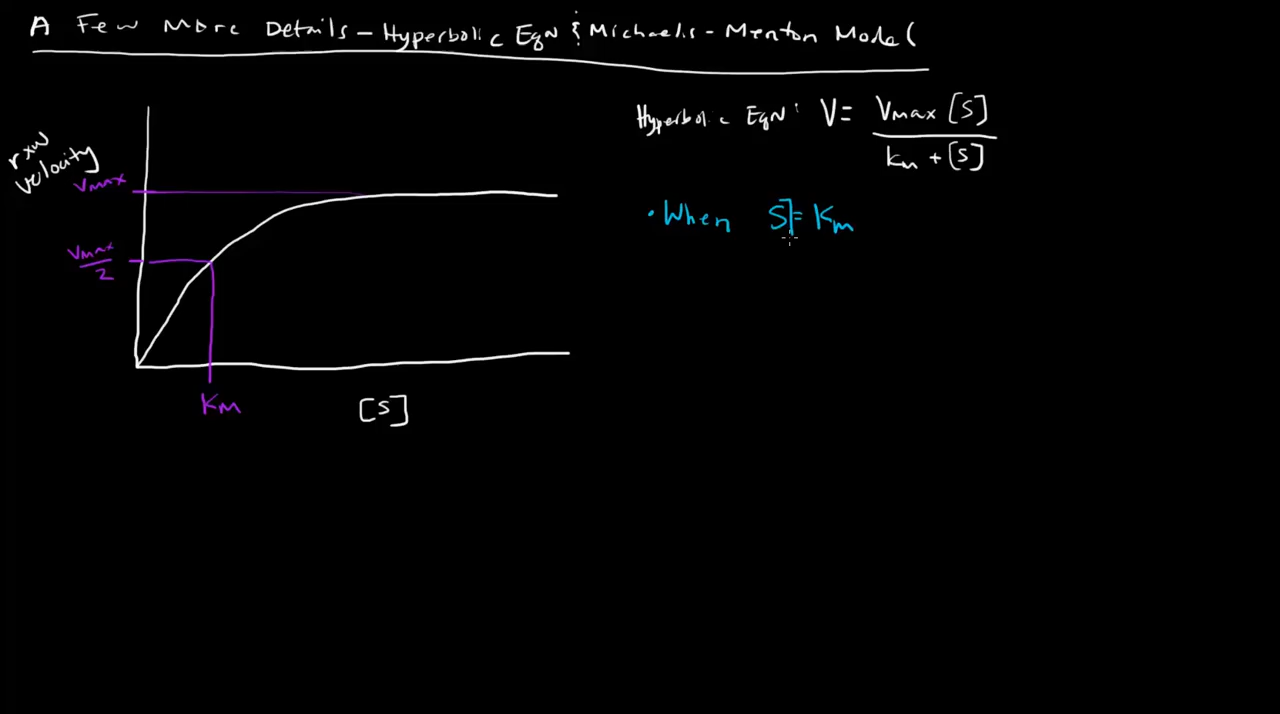 A Few More Details - Hyperbolic Eqn & Michaelis - Menton Model
Hyperbolic Eqn: V = Vmax [S] / Km + [S]
rxn
velocity
Vmax
• When S] = Km
Vmax / 2
Km
[S]